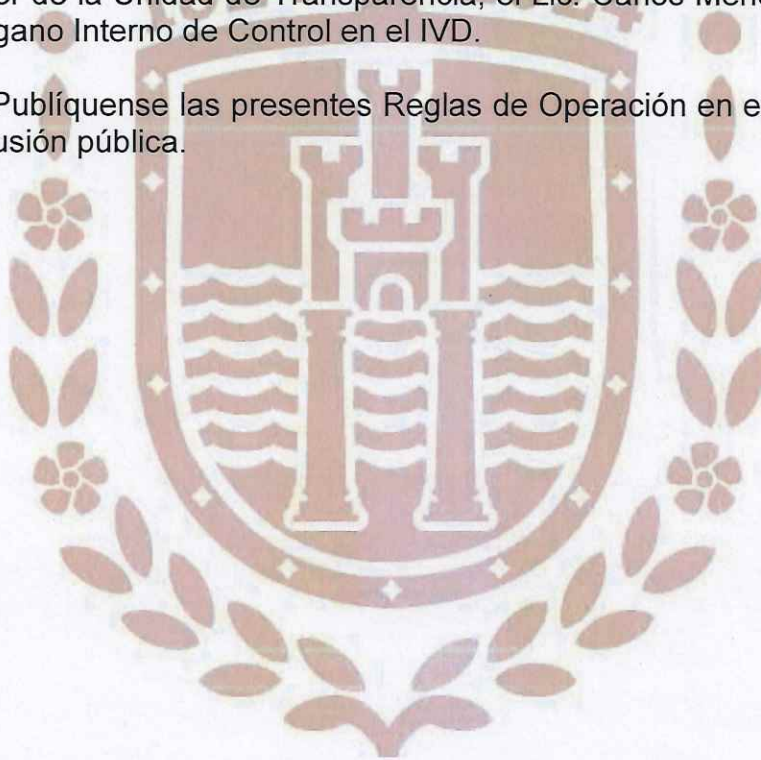 de la Unidad de Transparencia, el Lic. Carlos
gano Interno de Control en el IVD.
Publíquense las presentes Reglas de Operación en e
usión pública.